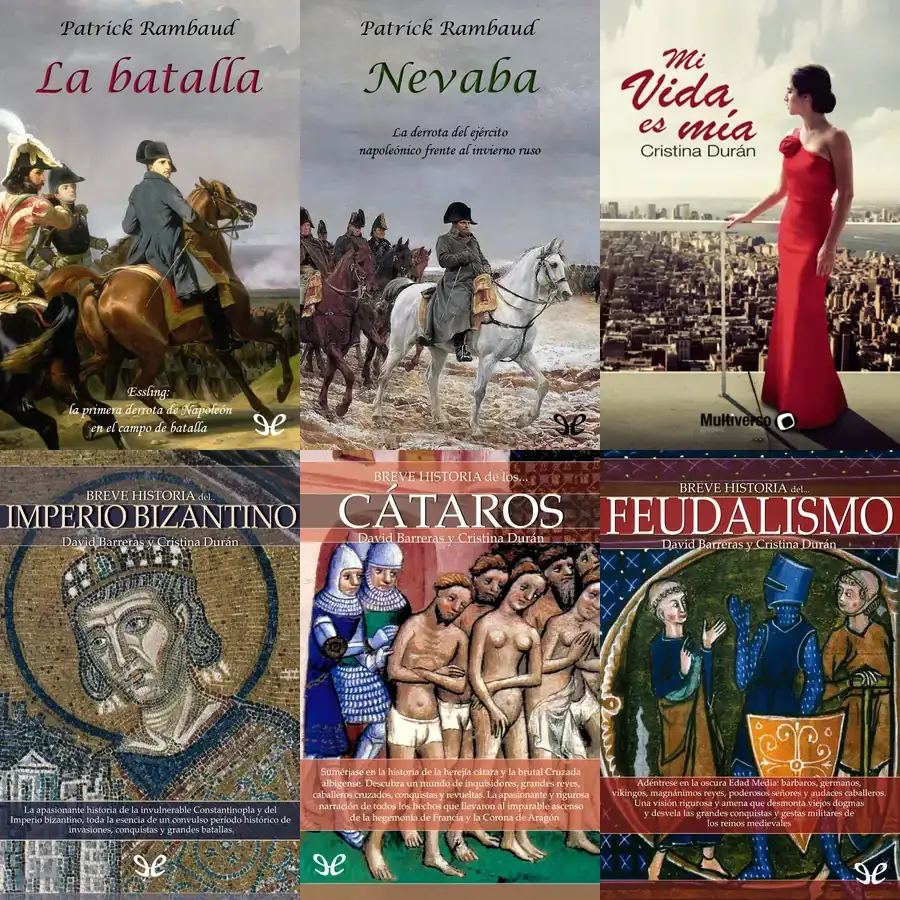 Patrick Rambaud
La batalla
Essling:
la primera derrota de Napoleón
en el campo de batalla
Patrick Rambaud
Nevaba
La derrota del ejército
napoleónico frente al invierno ruso
Mi
Vida
es mía
Cristina Durán
Multiverso
BREVE HISTORIA del...
IMPERIO BIZANTINO
David Barreras y Cristina Durán
La apasionante historia de la invulnerable Constantinopla y del
Imperio bizantino, toda la esencia de un convulso período histórico de
invasiones, conquistas y grandes batallas.
BREVE HISTORIA de los...
CÁTAROS
David Barreras y Cristina Durán
Sumérjase en la historia de la herejía cátara y la brutal Cruzada
albigense. Descubra un mundo de inquisidores, grandes reyes,
caballeros cruzados, conquistas y revueltas. La apasionante y rigurosa
narración de todos los hechos que llevaron al imparable ascenso
de la hegemonía de Francia y la Corona de Aragón
BREVE HISTORIA del...
FEUDALISMO
David Barreras y Cristina Durán
Adéntrese en la oscura Edad Media: bárbaros, germanos,
vikingos, magnánimos reyes, poderosos señores y audaces caballeros.
Una visión rigurosa y amena que desmonta viejos dogmas
y desvela las grandes conquistas y gestas militares de
los reinos medievales